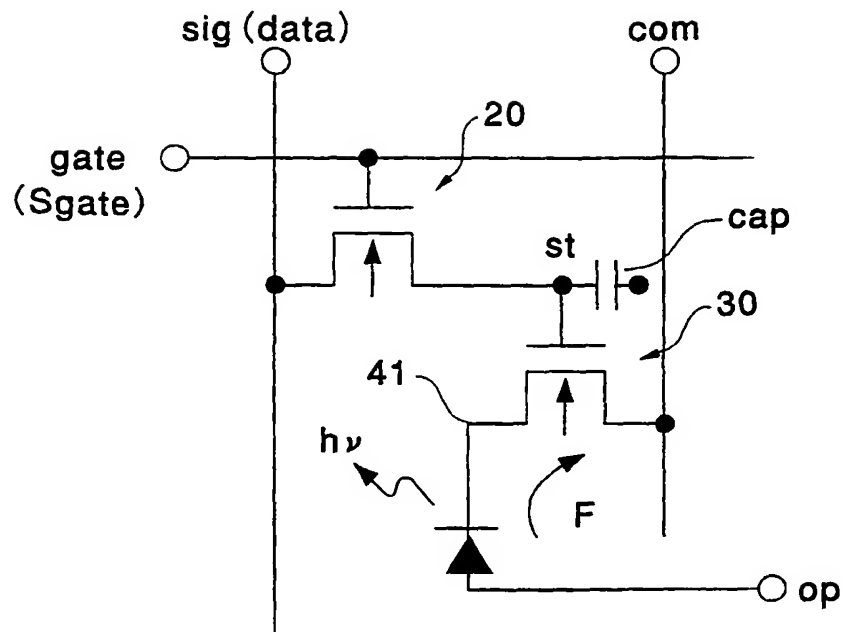 sig (data)
com
20
gate
(Sgate)
cap
st
30
41
hν
F
op